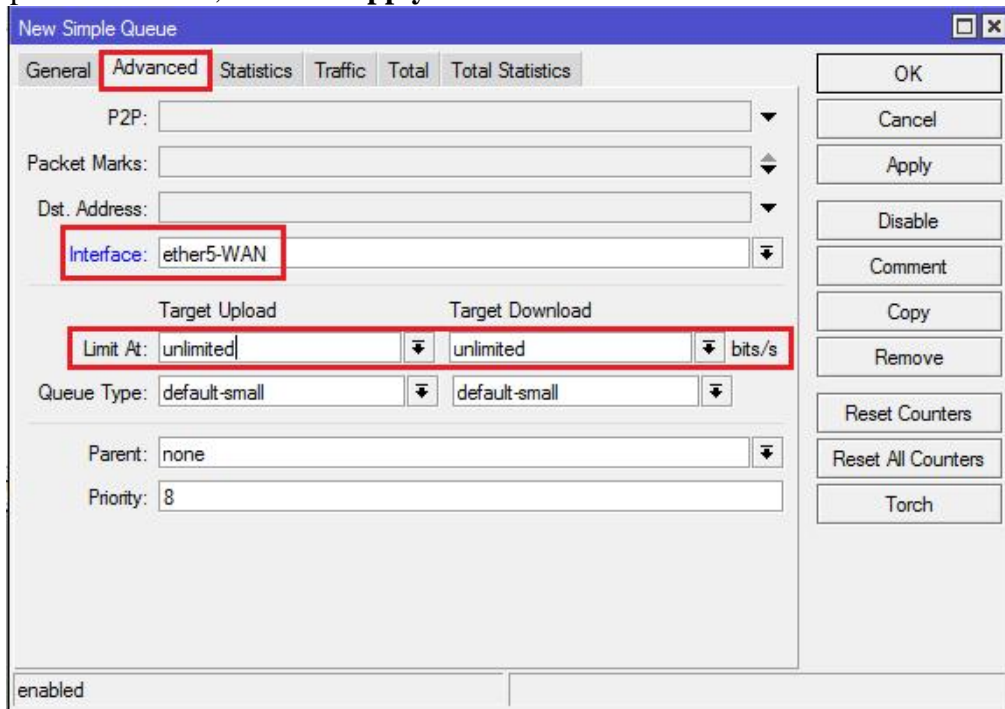 New Simple Queue
General Advanced Statistics Traffic Total Total Statistics
P2P:
Packet Marks:
Dst. Address:
Interface: ether5-WAN
Target Upload Target Download
Limit At: unlimited unlimited bits/s
Queue Type: default-small default-small
Parent: none
Priority: 8
OK
Cancel
Apply
Disable
Comment
Copy
Remove
Reset Counters
Reset All Counters
Torch
enabled